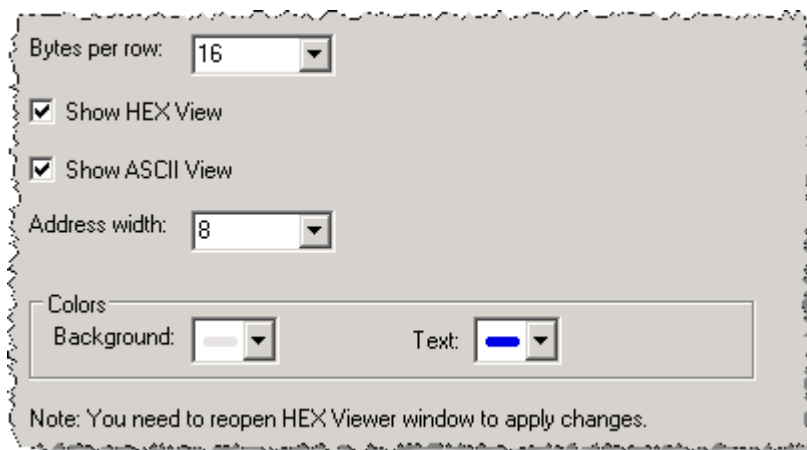 Bytes per row: 16
Show HEX View
Show ASCII View
Address width: 8
Colors
Background: Text:
Note: You need to reopen HEX Viewer window to apply changes.